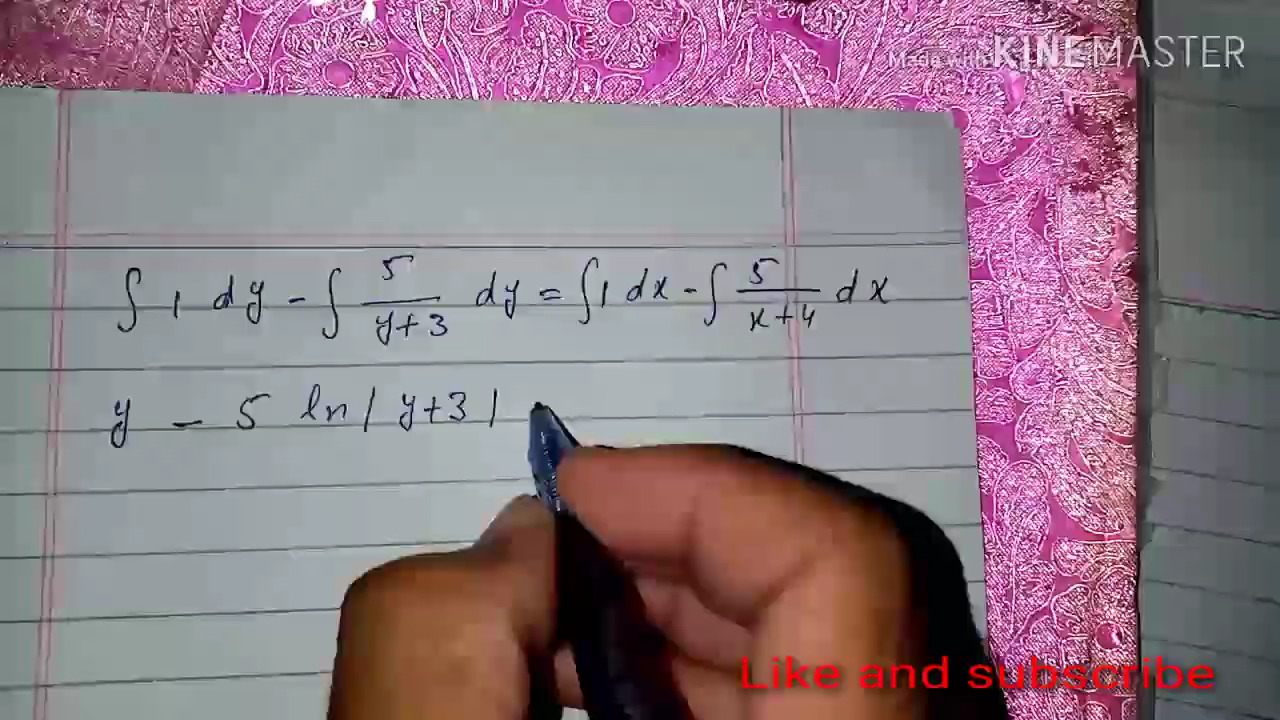 Made with KINEMASTER
∫ 1 dy - ∫ 5/(y+3) dy = ∫ 1 dx - ∫ 5/(x+4) dx
y - 5 ln | y+3 |
Like and subscribe